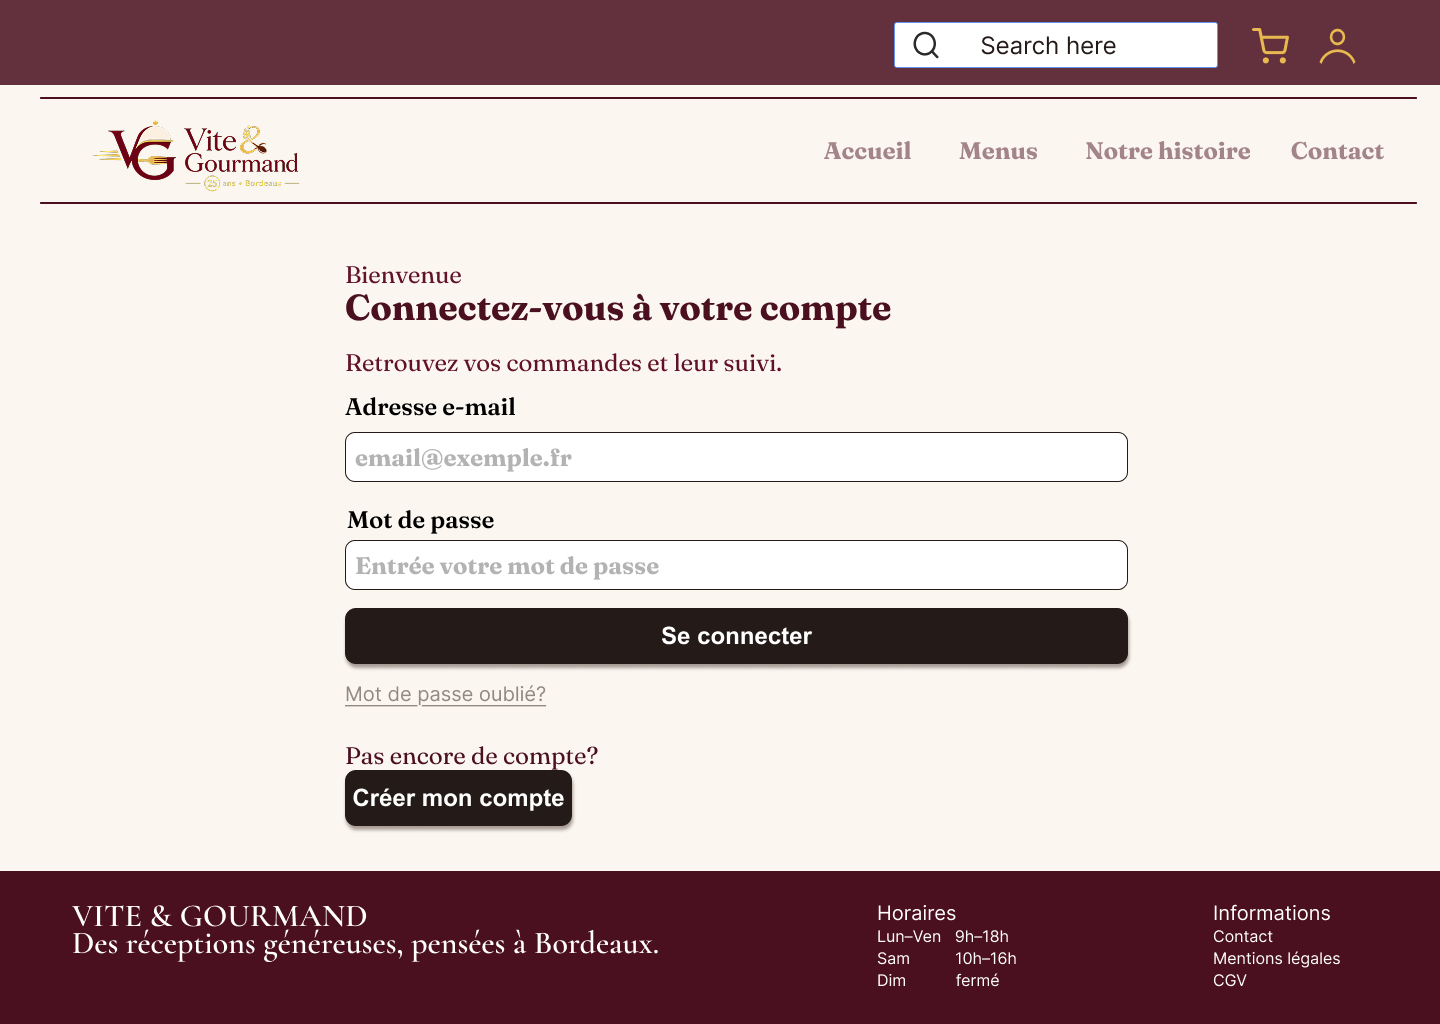 Search here
VG
Vite &
Gourmand
25 ans • Bordeaux
Accueil Menus Notre histoire Contact
Bienvenue
Connectez-vous à votre compte
Retrouvez vos commandes et leur suivi.
Adresse e-mail
email@exemple.fr
Mot de passe
Entrée votre mot de passe
Se connecter
Mot de passe oublié?
Pas encore de compte?
Créer mon compte
VITE & GOURMAND
Des réceptions généreuses, pensées à Bordeaux.
Horaires
Lun–Ven 9h–18h
Sam 10h–16h
Dim fermé
Informations
Contact
Mentions légales
CGV